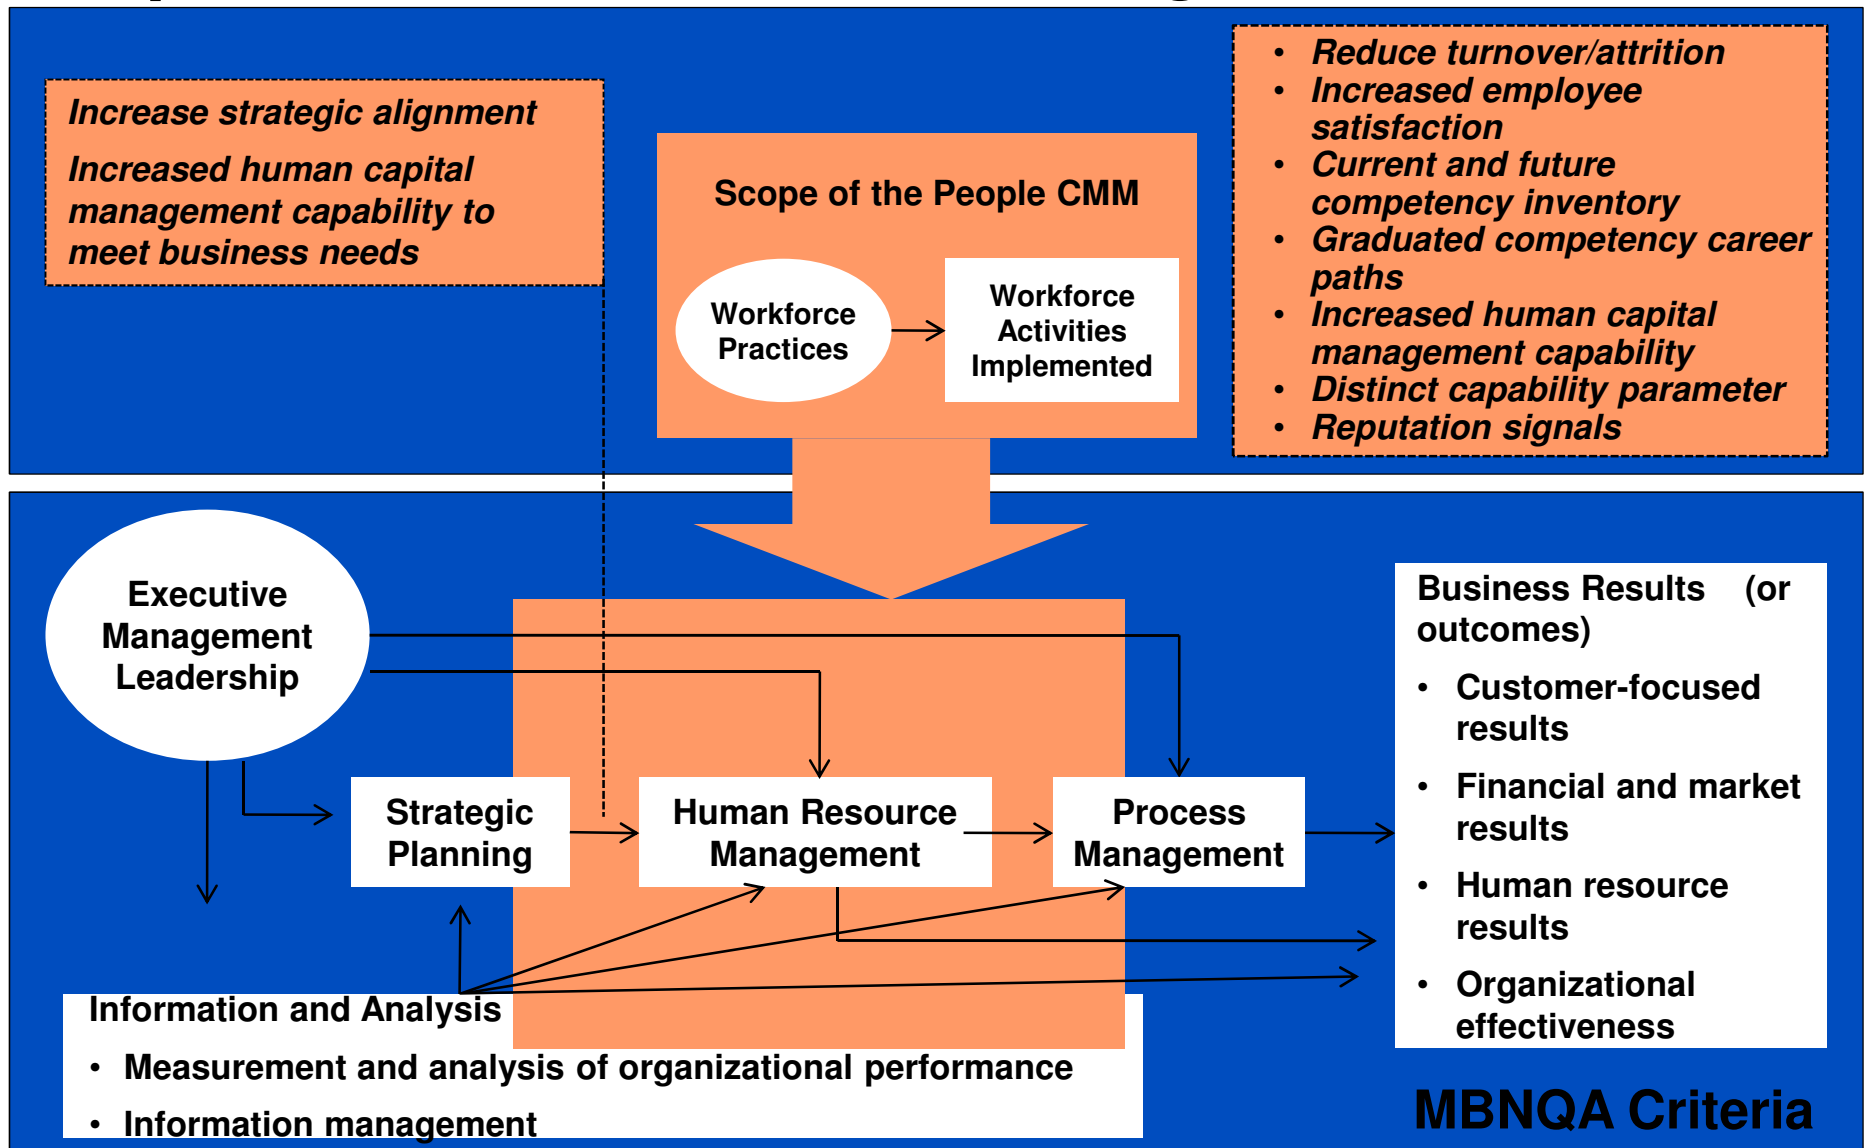 Increase strategic alignment
Increased human capital
management capability to
meet business needs
Scope of the People CMM
Workforce
Practices
Workforce
Activities
Implemented
• Reduce turnover/attrition
• Increased employee
satisfaction
• Current and future
competency inventory
• Graduated competency career
paths
• Increased human capital
management capability
• Distinct capability parameter
• Reputation signals
Executive
Management
Leadership
Strategic
Planning
Human Resource
Management
Process
Management
Business Results (or
outcomes)
• Customer-focused
results
• Financial and market
results
• Human resource
results
• Organizational
effectiveness
Information and Analysis
• Measurement and analysis of organizational performance
• Information management
MBNQA Criteria